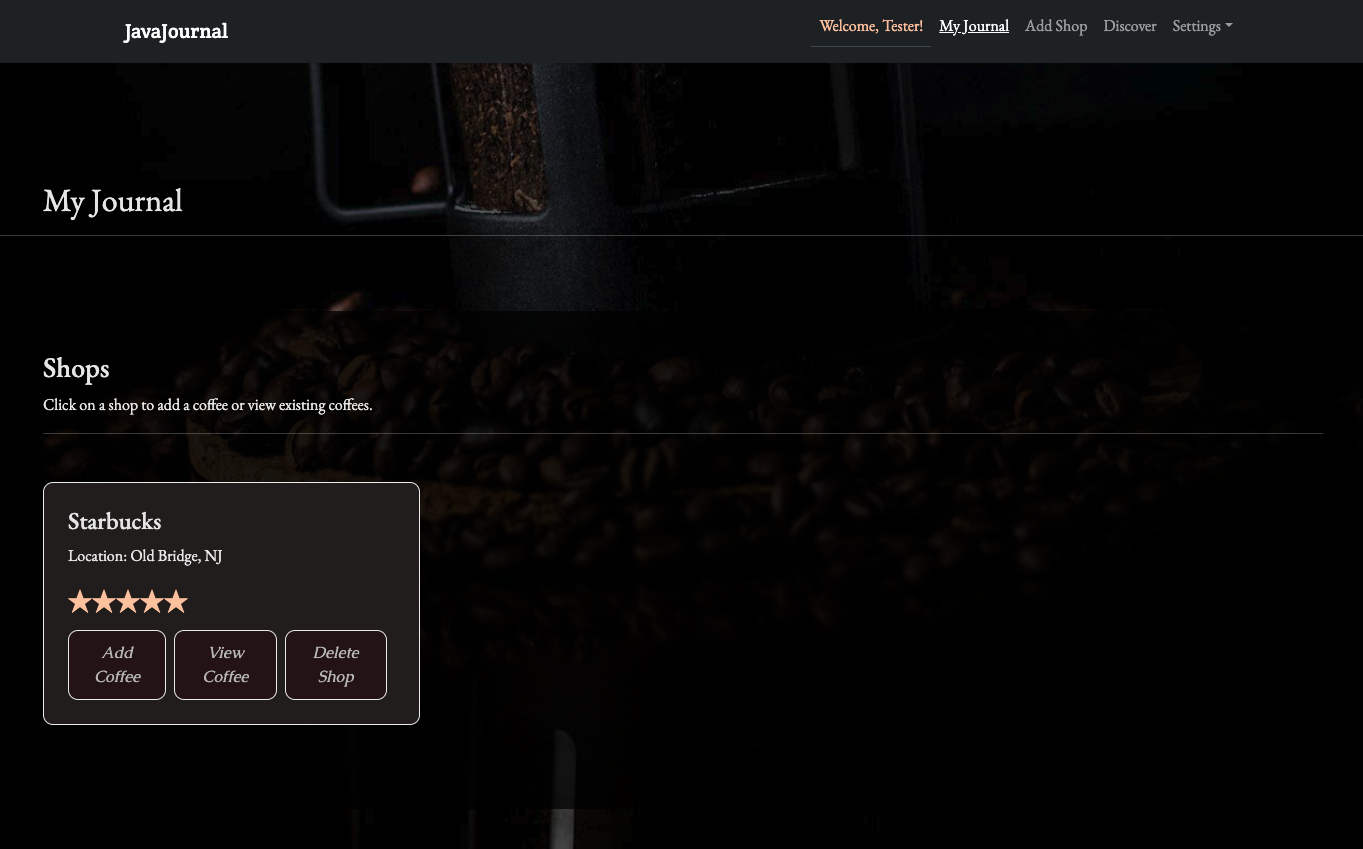 JavaJournal
Welcome, Tester! My Journal Add Shop Discover Settings
My Journal
Shops
Click on a shop to add a coffee or view existing coffees.
Starbucks
Location: Old Bridge, NJ
Add Coffee
View Coffee
Delete Shop